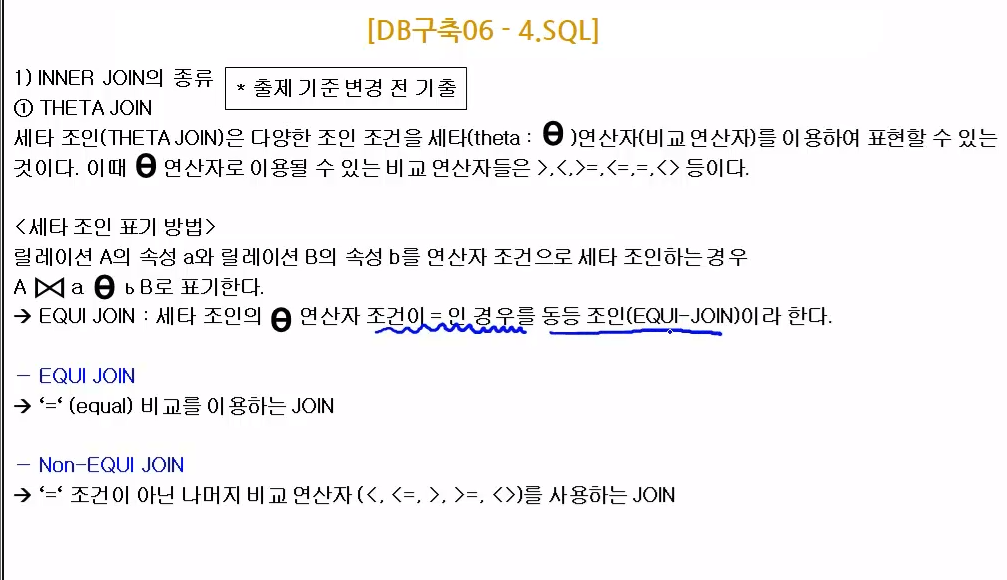 [DB구축06 - 4.SQL]
1) INNER JOIN의 종류
* 출제 기준 변경 전 기출
① THETA JOIN
세타 조인(THETA JOIN)은 다양한 조인 조건을 세타(theta : Ѳ )연산자(비교 연산자)를 이용하여 표현할 수 있는
것이다. 이때 Ѳ 연산자로 이용될 수 있는 비교 연산자들은 >,<,>=,<=,=,<> 등이다.
<세타 조인 표기 방법>
릴레이션 A의 속성 a와 릴레이션 B의 속성 b를 연산자 조건으로 세타 조인하는 경우
A ⋈ a Ѳ b B로 표기한다.
→ EQUI JOIN : 세타 조인의 Ѳ 연산자 조건이 = 인 경우를 동등 조인(EQUI-JOIN)이라 한다.
- EQUI JOIN
→ ‘=‘ (equal) 비교를 이용하는 JOIN
- Non-EQUI JOIN
→ ‘=‘ 조건이 아닌 나머지 비교 연산자 (<, <=, >, >=, <>)를 사용하는 JOIN